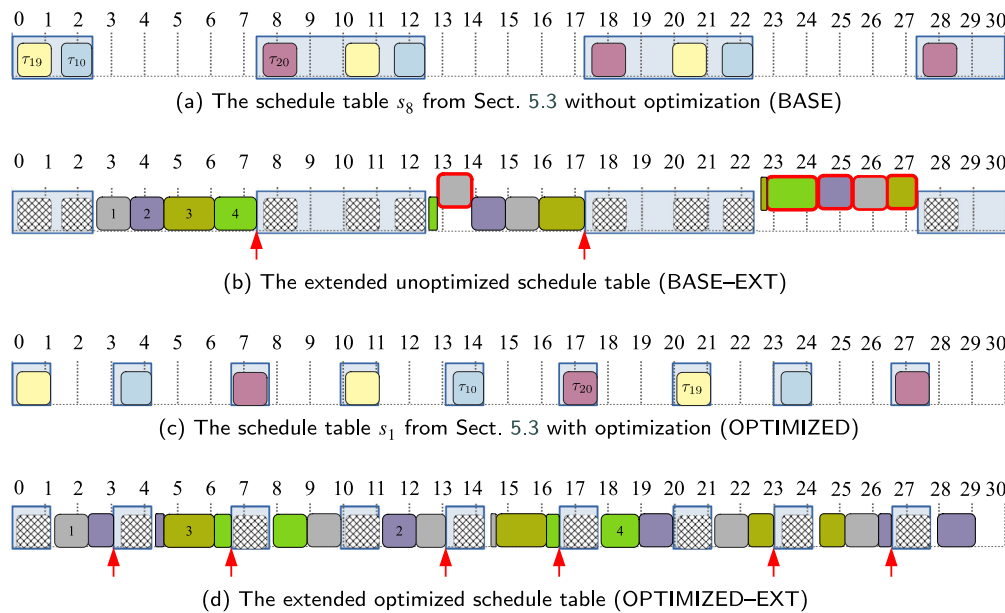 0 1 2 3 4 5 6 7 8 9 10 11 12 13 14 15 16 17 18 19 20 21 22 23 24 25 26 27 28 29 30
τ19 τ10 τ20
(a) The schedule table s8 from Sect. 5.3 without optimization (BASE)
0 1 2 3 4 5 6 7 8 9 10 11 12 13 14 15 16 17 18 19 20 21 22 23 24 25 26 27 28 29 30
1 2 3 4
(b) The extended unoptimized schedule table (BASE–EXT)
0 1 2 3 4 5 6 7 8 9 10 11 12 13 14 15 16 17 18 19 20 21 22 23 24 25 26 27 28 29 30
τ10 τ20 τ19
(c) The schedule table s1 from Sect. 5.3 with optimization (OPTIMIZED)
0 1 2 3 4 5 6 7 8 9 10 11 12 13 14 15 16 17 18 19 20 21 22 23 24 25 26 27 28 29 30
1 3 2 4
(d) The extended optimized schedule table (OPTIMIZED–EXT)